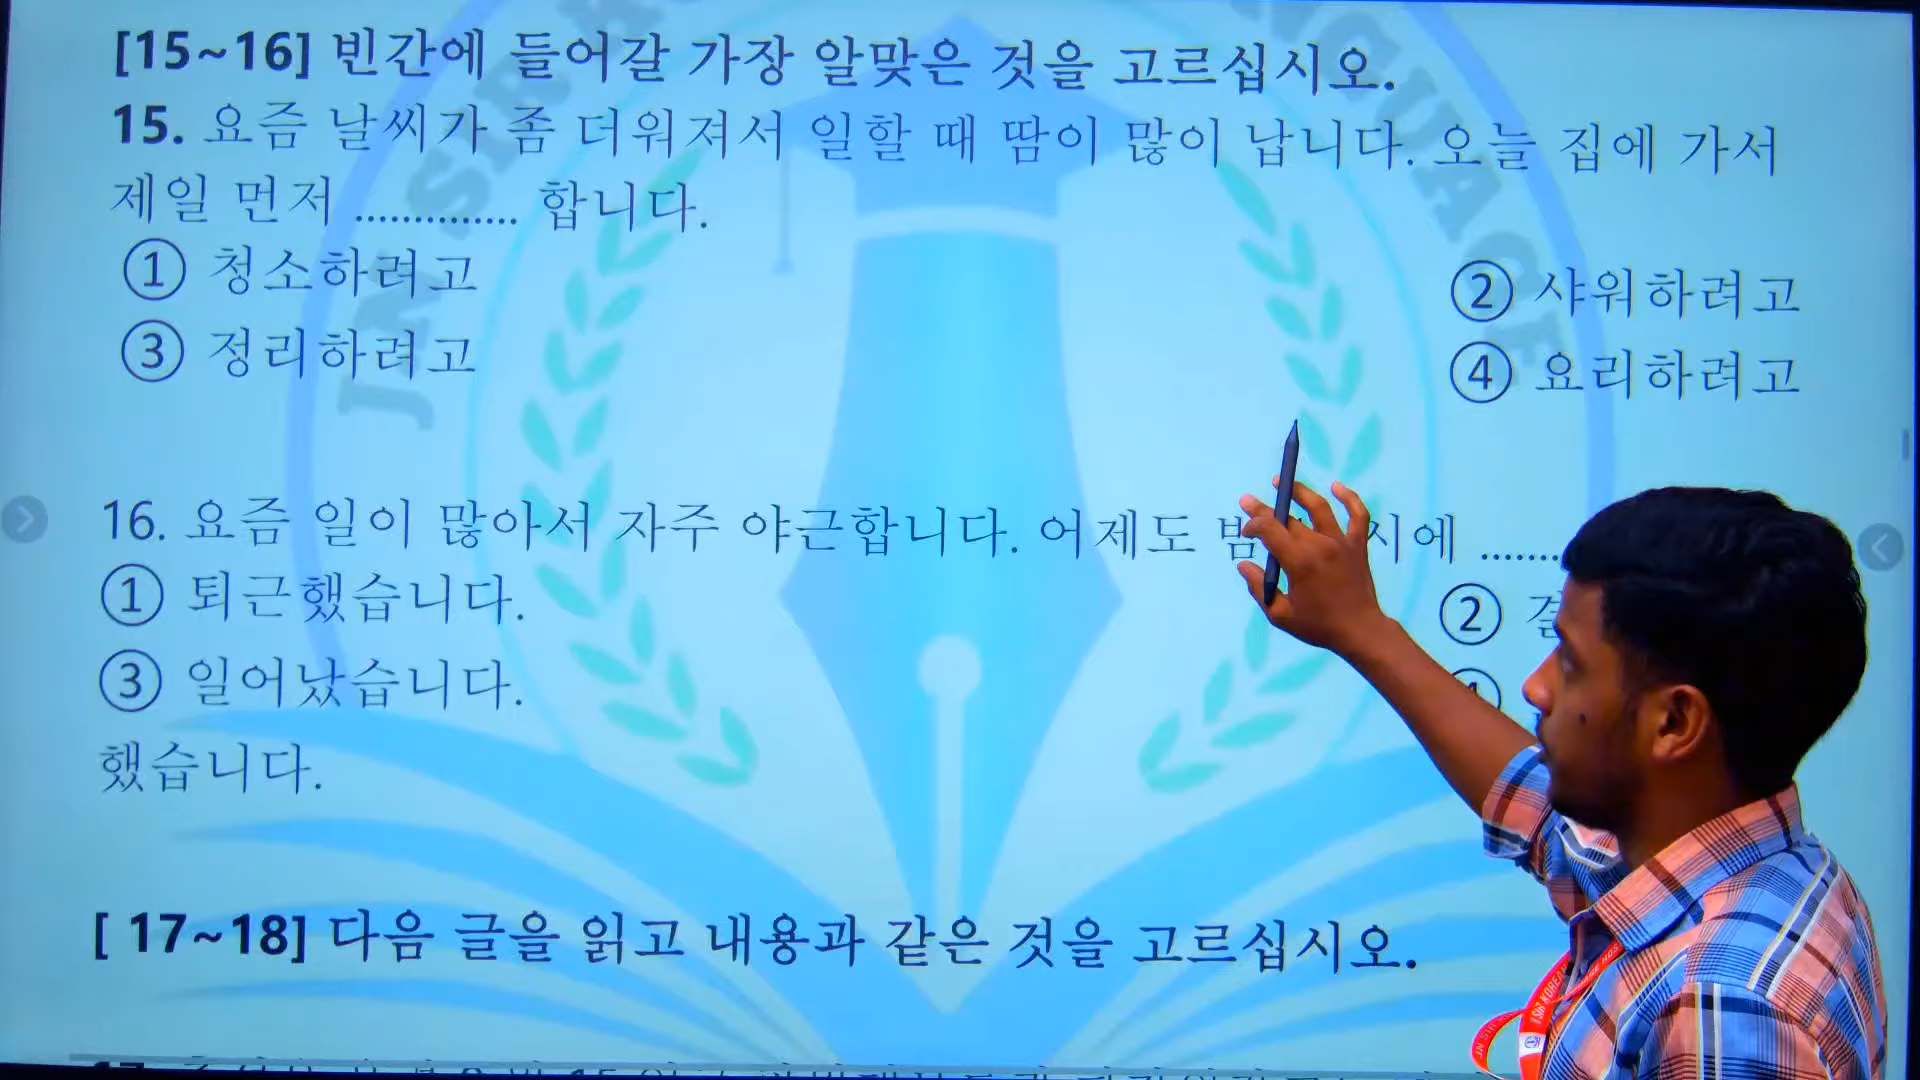 [15~16] 빈간에 들어갈 가장 알맞은 것을 고르십시오.
15. 요즘 날씨가 좀 더워져서 일할 때 땀이 많이 납니다. 오늘 집에 가서
제일 먼저 ............... 합니다.
① 청소하려고 ② 샤워하려고
③ 정리하려고 ④ 요리하려고
16. 요즘 일이 많아서 자주 야근합니다. 어제도 시에 .......
① 퇴근했습니다. ②
③ 일어났습니다.
했습니다.
[ 17~18] 다음 글을 읽고 내용과 같은 것을 고르십시오.